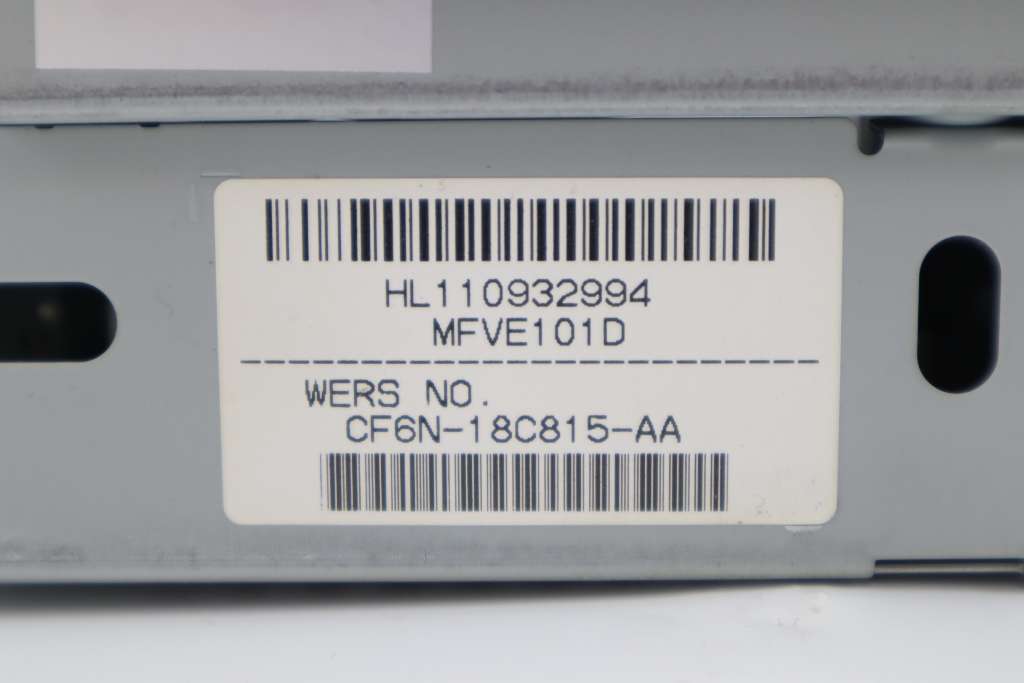 HL110932994
MFVE101D
WERS NO.
CF6N-18C815-AA